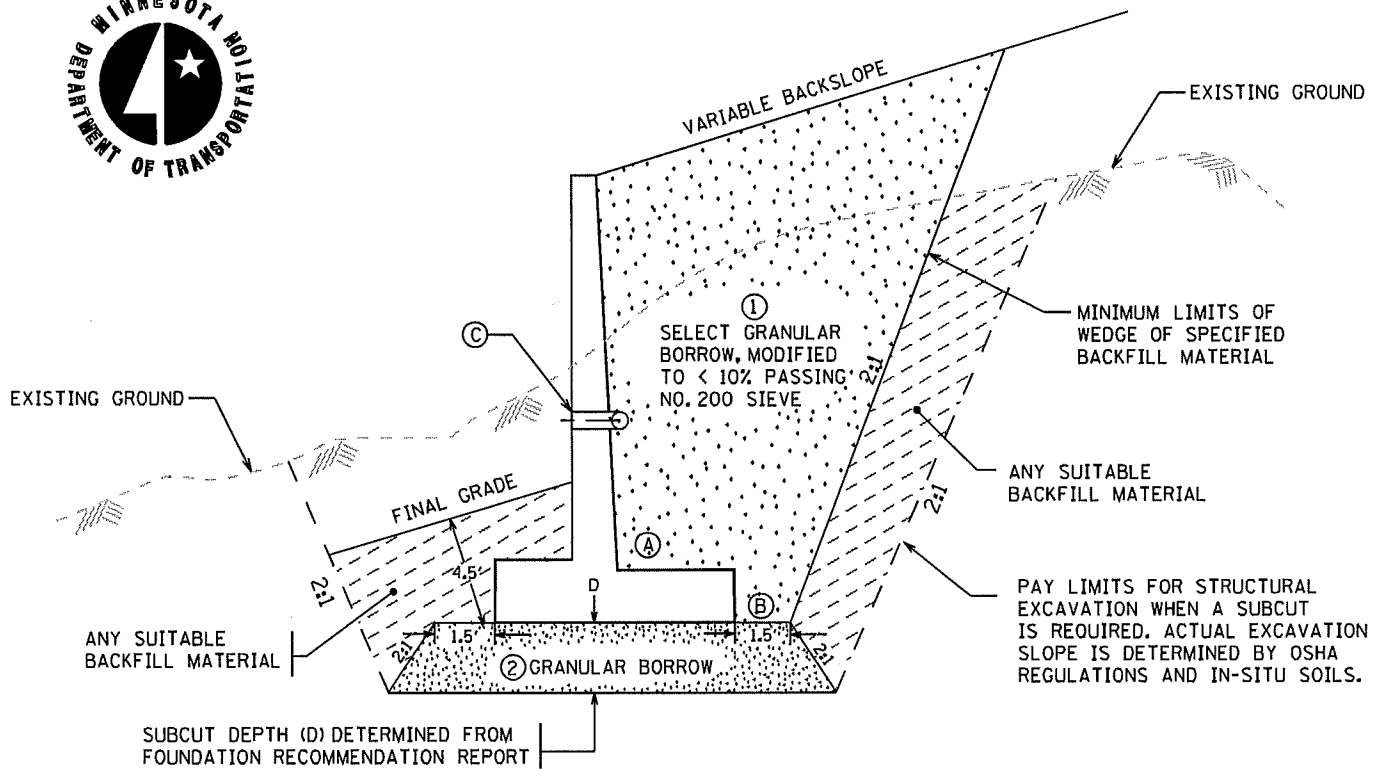 MINNESOTA
DEPARTMENT OF TRANSPORTATION
VARIABLE BACKSLOPE
EXISTING GROUND
①
SELECT GRANULAR
BORROW, MODIFIED
TO < 10% PASSING
NO. 200 SIEVE
2:1
MINIMUM LIMITS OF
WEDGE OF SPECIFIED
BACKFILL MATERIAL
Ⓒ
EXISTING GROUND
ANY SUITABLE
BACKFILL MATERIAL
2:1
FINAL GRADE
4.5'
2:1
Ⓐ
D
Ⓑ
PAY LIMITS FOR STRUCTURAL
EXCAVATION WHEN A SUBCUT
IS REQUIRED. ACTUAL EXCAVATION
SLOPE IS DETERMINED BY OSHA
REGULATIONS AND IN-SITU SOILS.
ANY SUITABLE
BACKFILL MATERIAL
1.5'
1.5'
2:1
② GRANULAR BORROW
2:1
SUBCUT DEPTH (D) DETERMINED FROM
FOUNDATION RECOMMENDATION REPORT